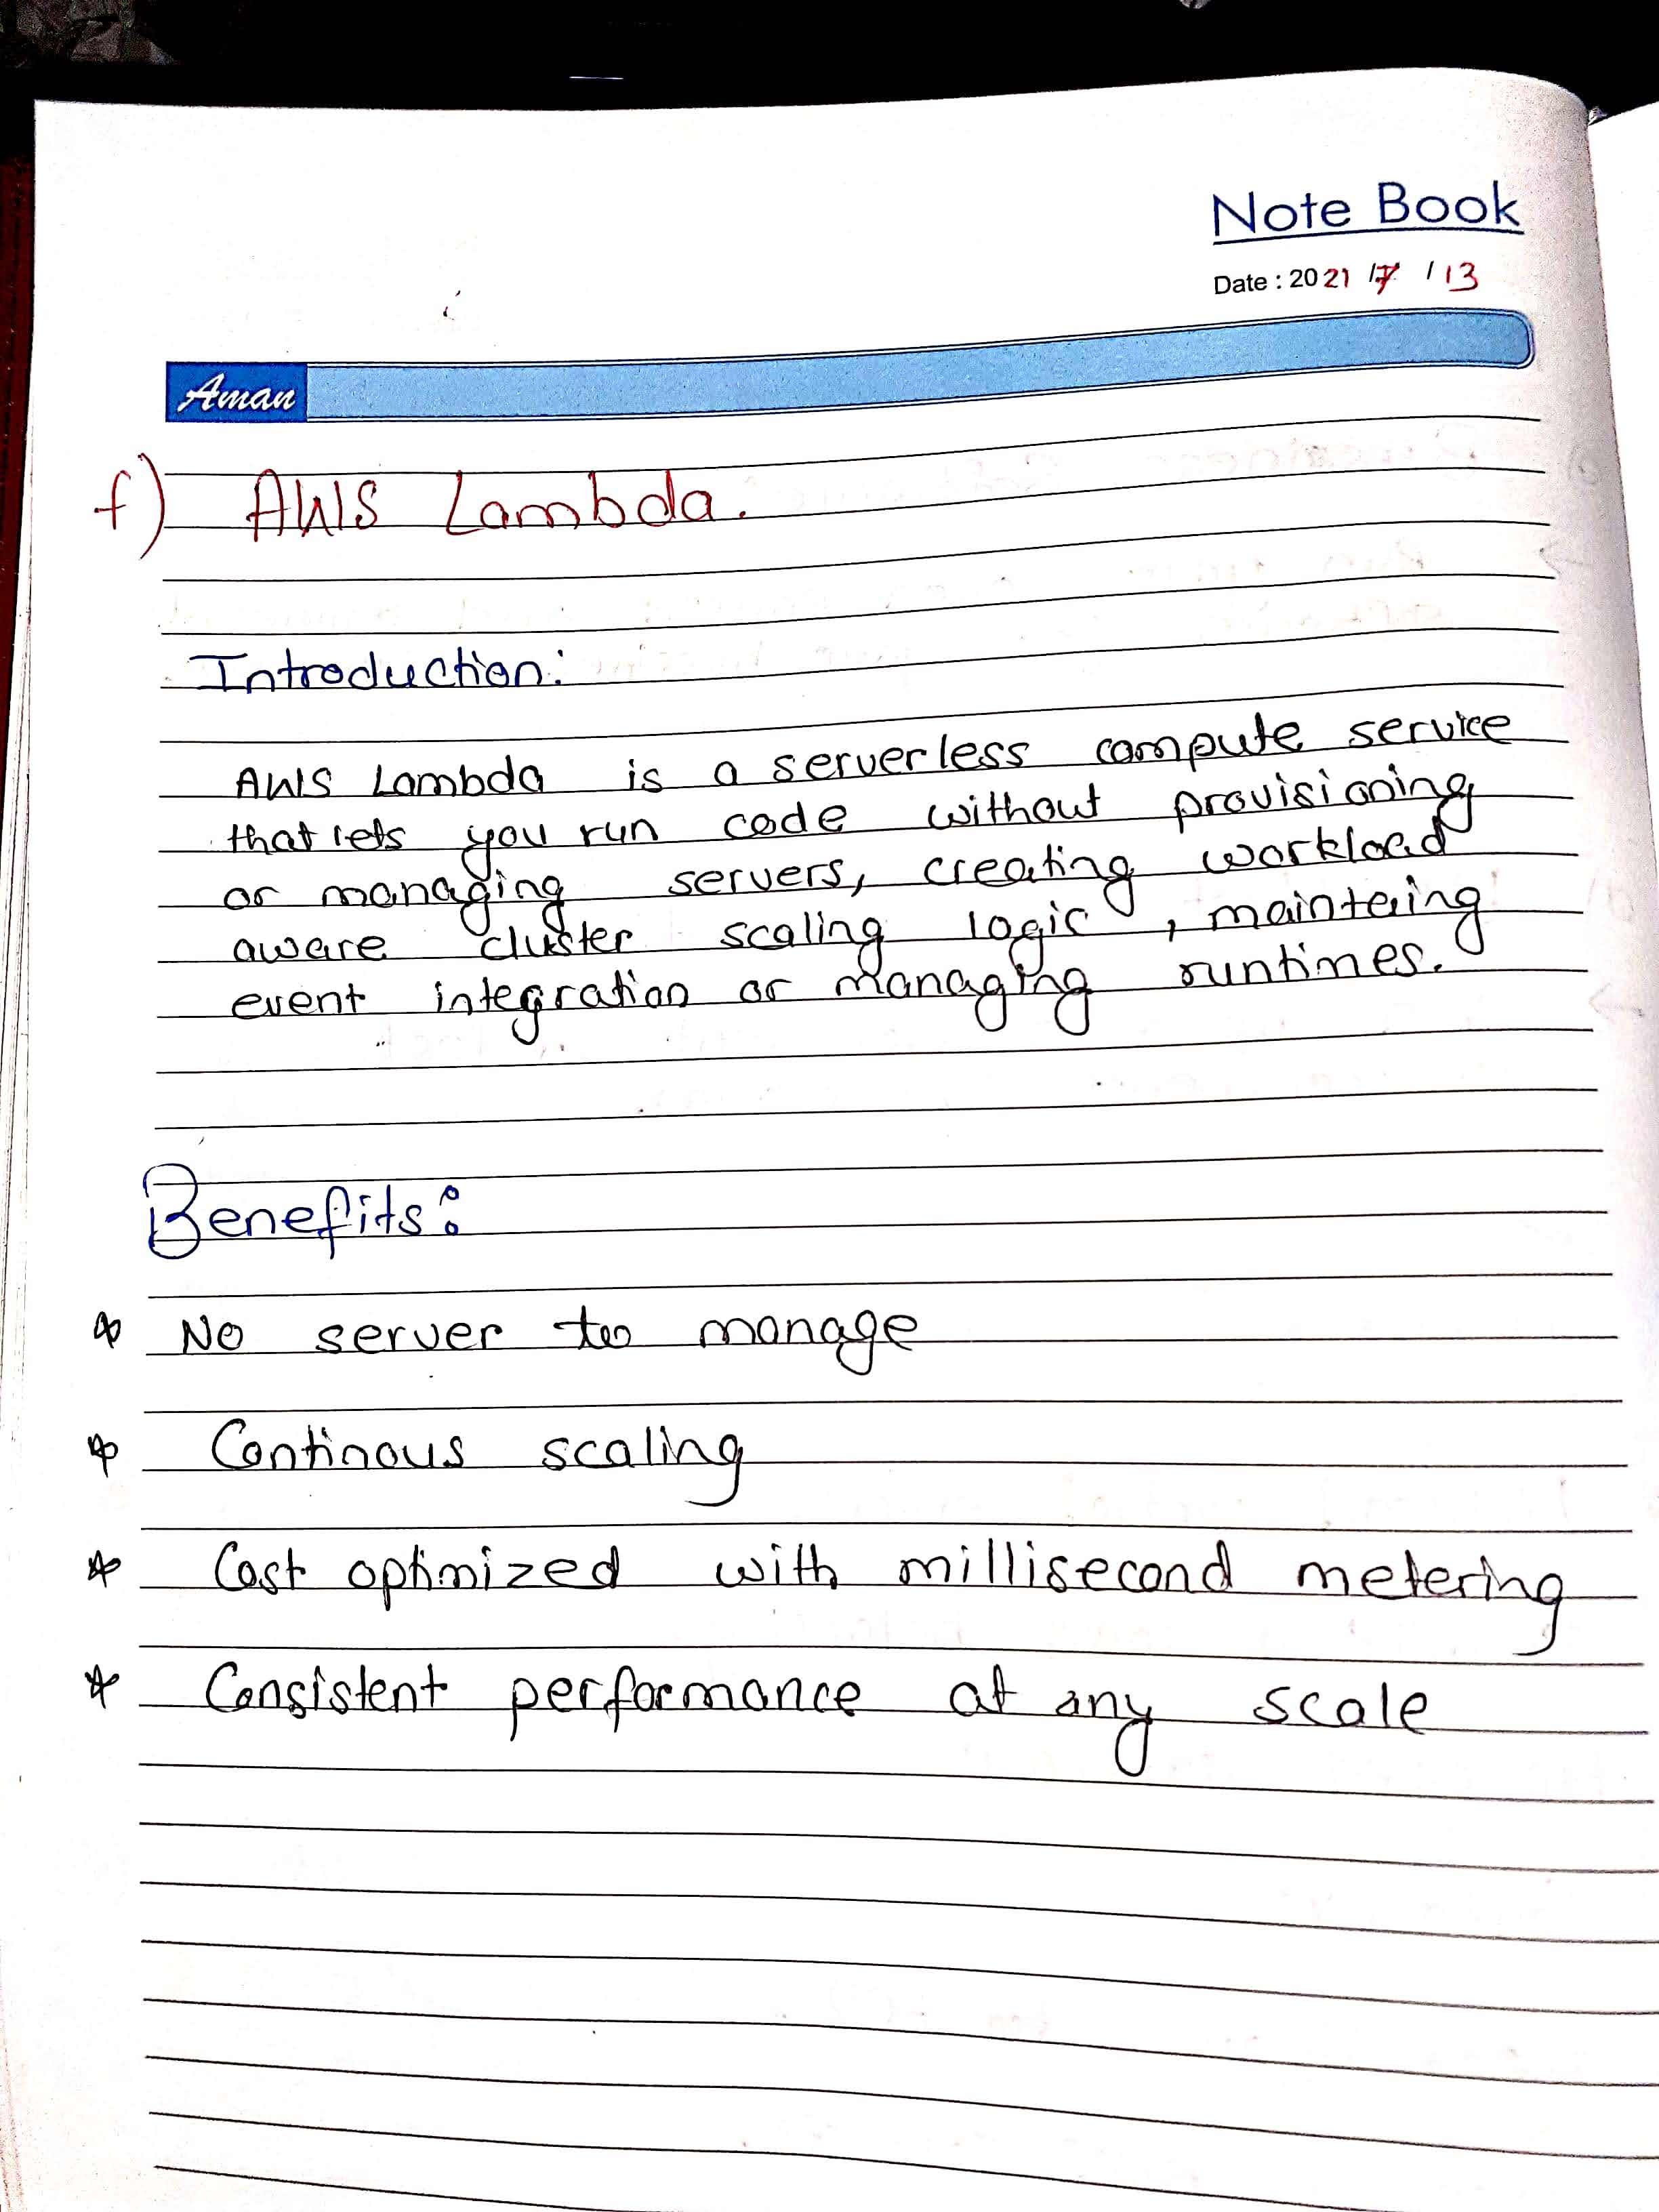 Note Book
Date : 2021 /7 / 13
Aman
f) AWS Lambda.
Introduction:
AWS Lambda is a serverless compute service
that lets you run code without provisioning
or managing servers, creating workload
aware cluster scaling logic , maintaing
event integration or managing runtimes.
Benefits:
* No server to manage
* Continous scaling
* Cost optimized with millisecond metering
* Consistent performance at any scale